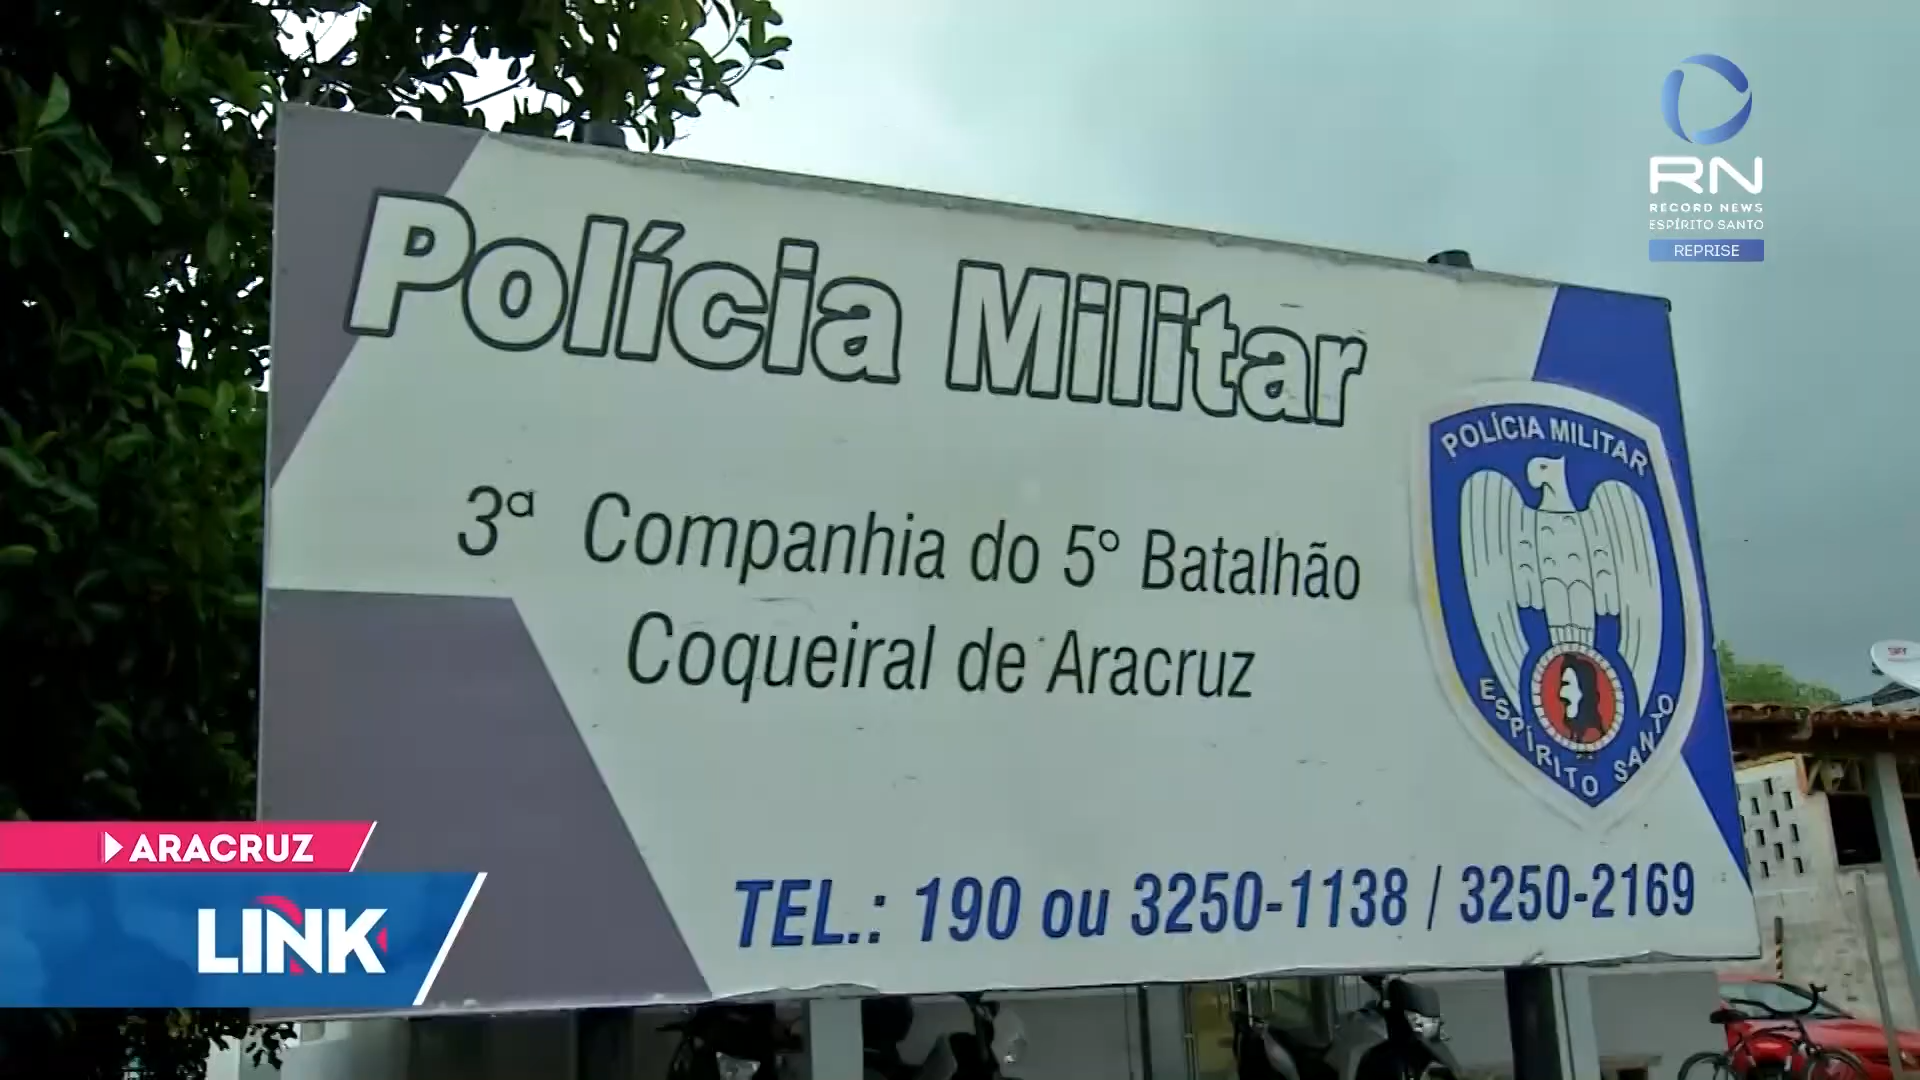 RN
RECORD NEWS
ESPÍRITO SANTO
REPRISE
Polícia Militar
3ª Companhia do 5º Batalhão
Coqueiral de Aracruz
POLÍCIA MILITAR
ESPÍRITO SANTO
TEL.: 190 ou 3250-1138 / 3250-2169
ARACRUZ
LINK